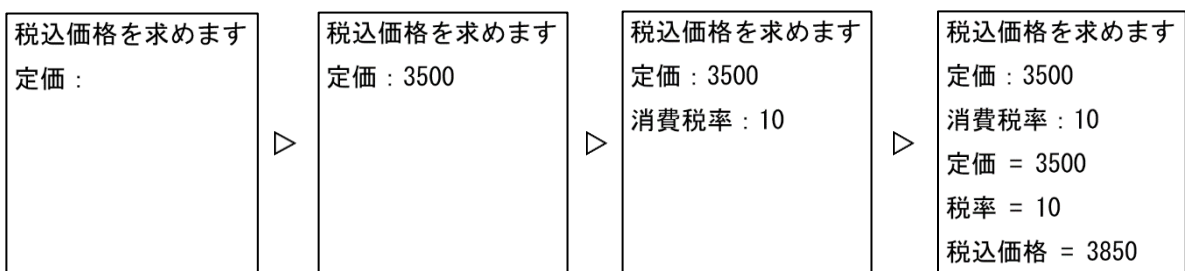 税込価格を求めます
定価：
▷
税込価格を求めます
定価：3500
▷
税込価格を求めます
定価：3500
消費税率：10
▷
税込価格を求めます
定価：3500
消費税率：10
定価 = 3500
税率 = 10
税込価格 = 3850